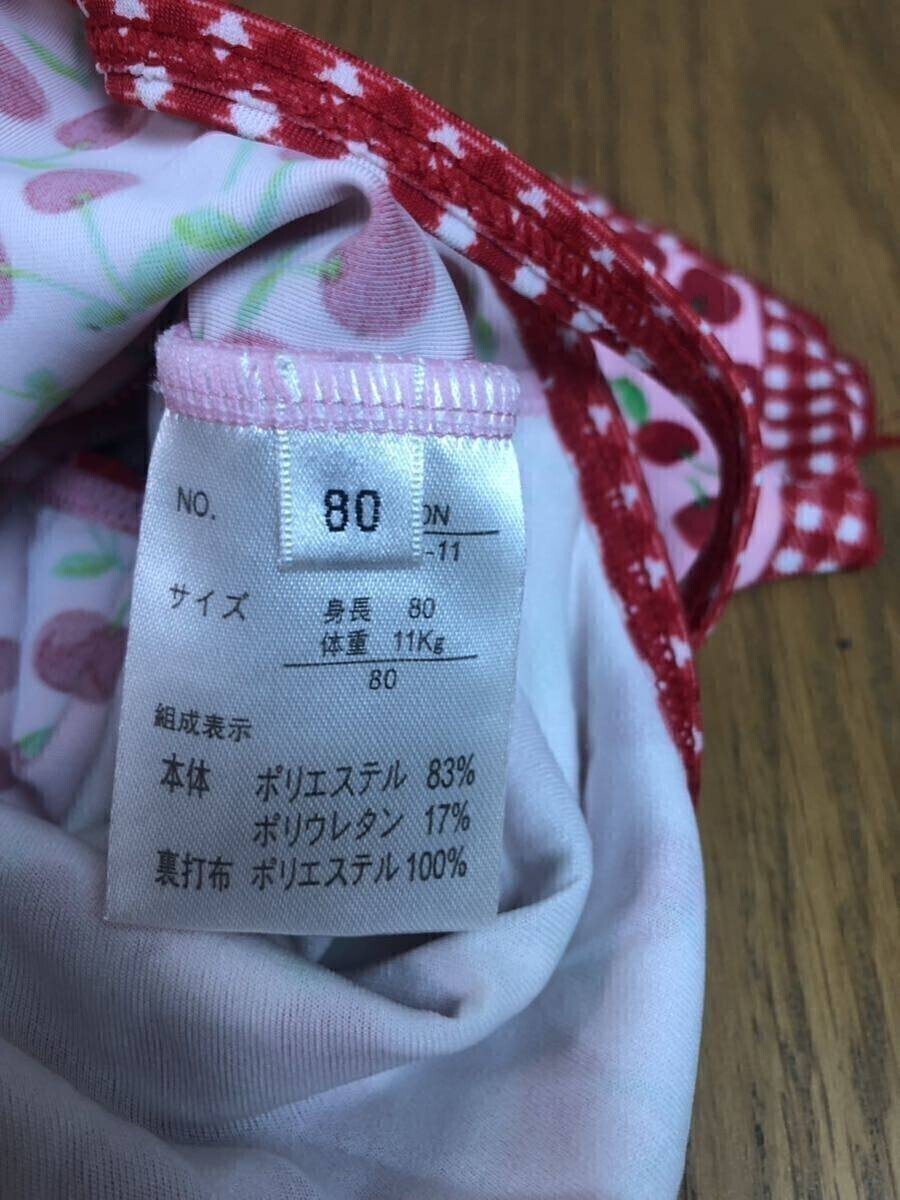 NO.
80
-11
サイズ
身長 80
体重 11Kg
80
組成表示
本体 ポリエステル 83%
ポリウレタン 17%
裏打布 ポリエステル 100%